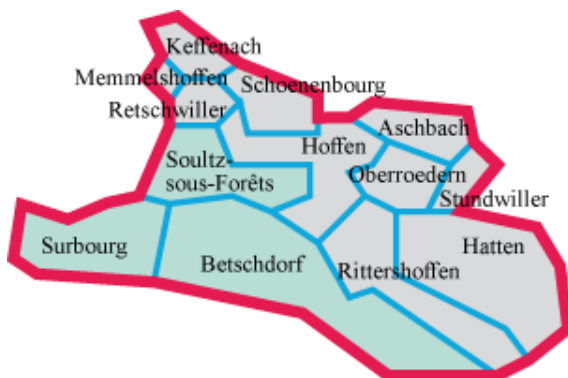 Keffenach
Memmelshoffen
Schoenenbourg
Retschwiller
Aschbach
Hoffen
Soultz-
sous-Forêts
Oberroedern
Stundwiller
Surbourg
Betschdorf
Rittershoffen
Hatten